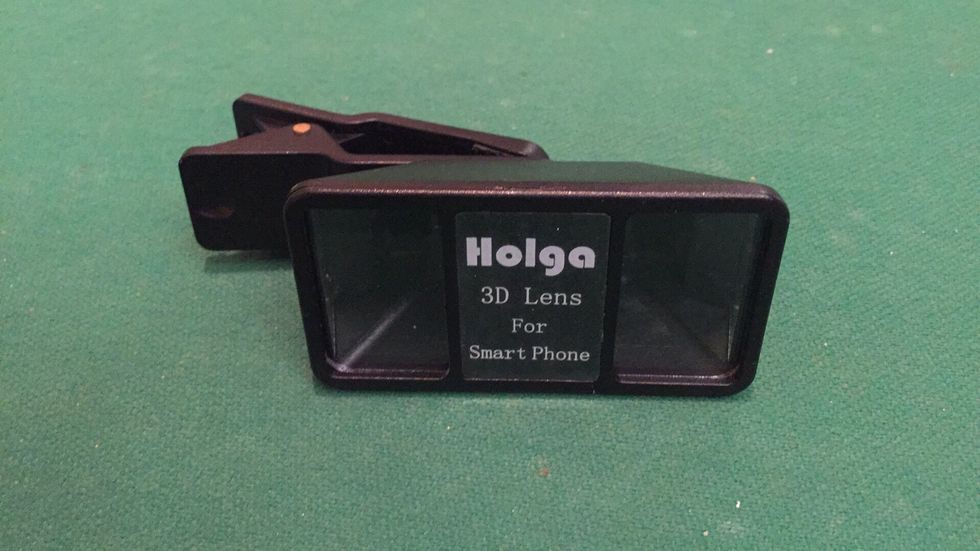 Holga
3D Lens
For
Smart Phone